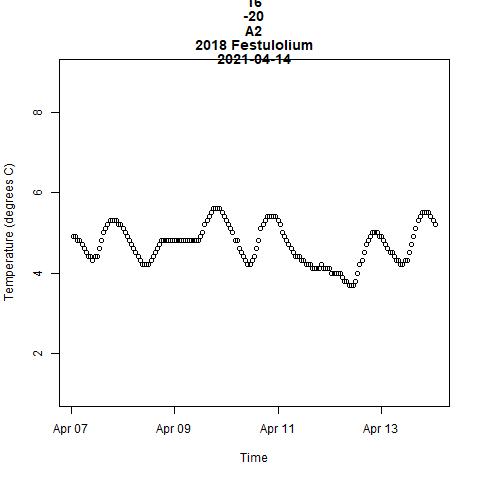 16
-20
A2
2018 Festulolium
2021-04-14
Temperature (degrees C)
8
6
4
2
Apr 07
Apr 09
Apr 11
Apr 13
Time